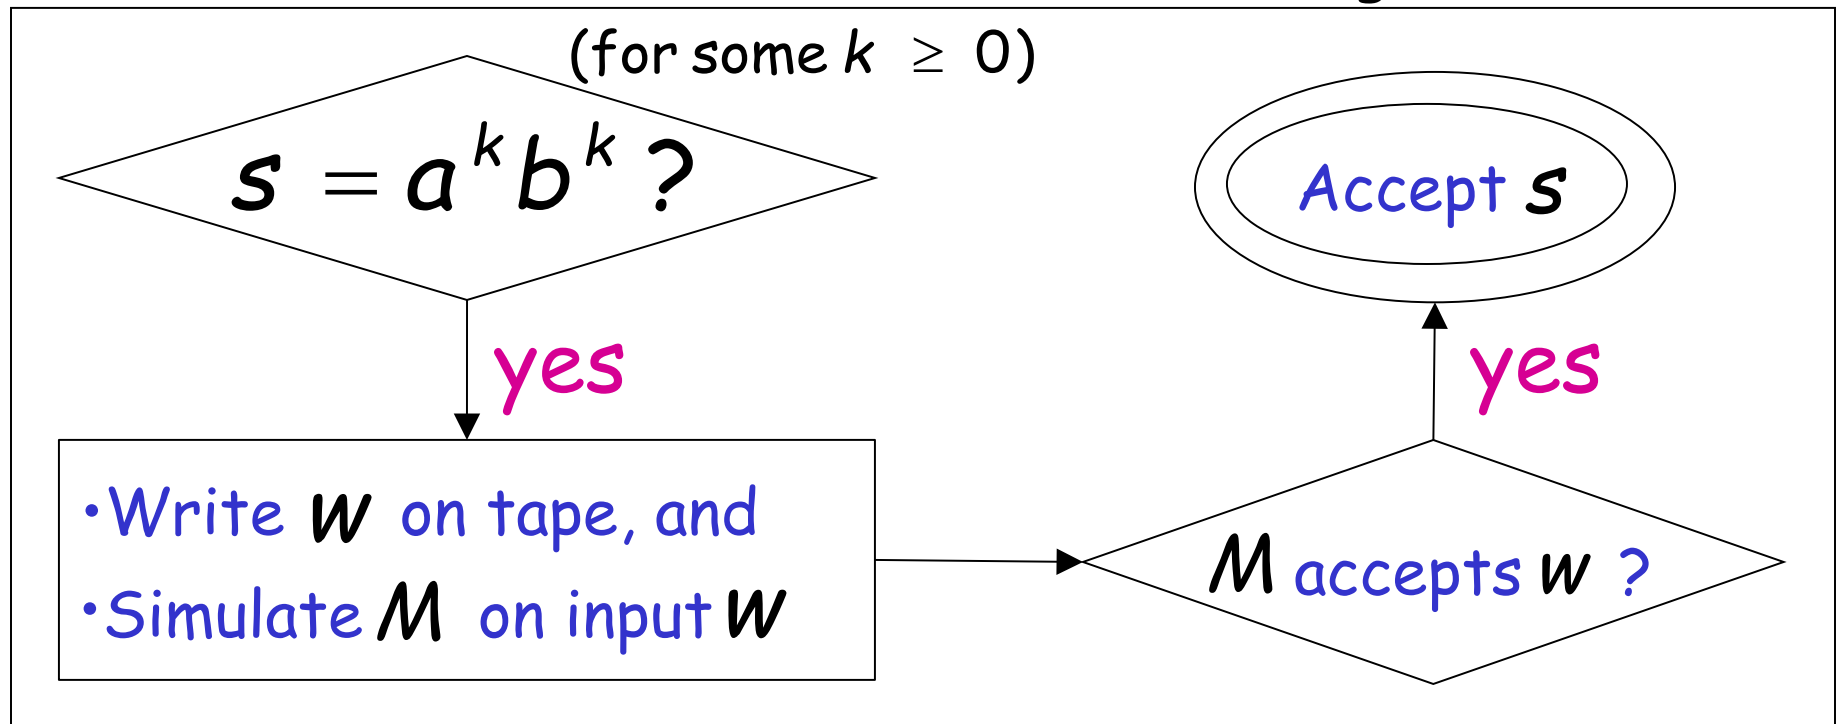 (for some k ≥ 0)
s = a^k b^k ?
Accept s
yes
yes
•Write w on tape, and
•Simulate M on input w
M accepts w ?